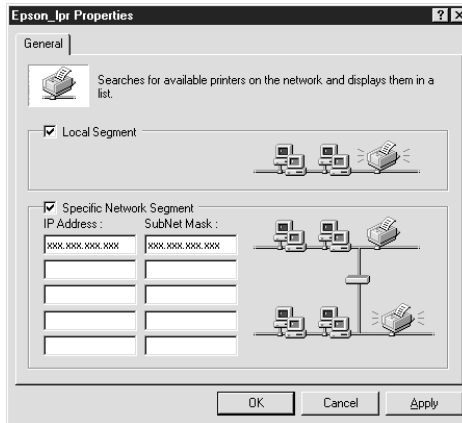 Epson_lpr Properties
General
Searches for available printers on the network and displays them in a
list.
Local Segment
Specific Network Segment
IP Address : SubNet Mask :
xxx.xxx.xxx.xxx xxx.xxx.xxx.xxx
OK Cancel Apply